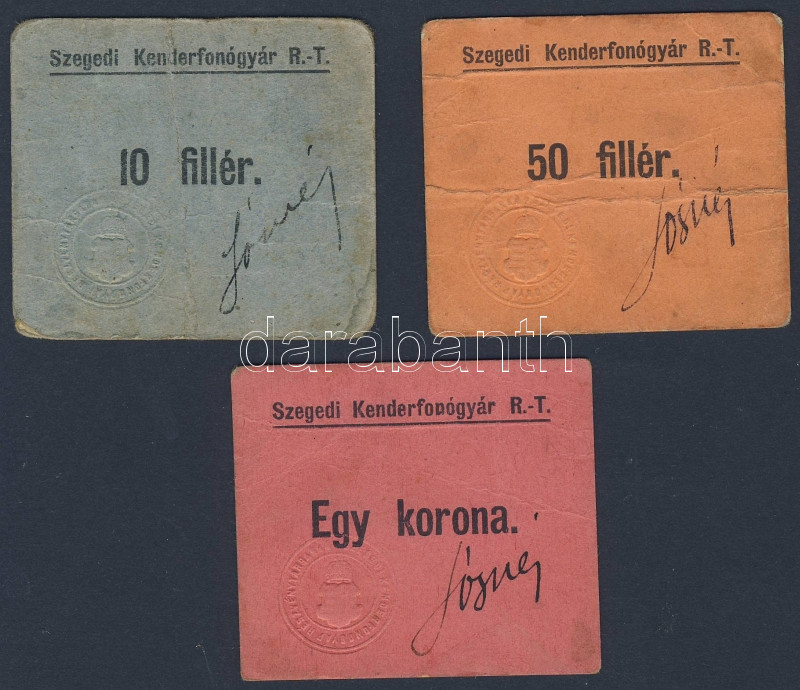 Szegedi Kenderfonógyár R.-T.
10 fillér.
Szegedi Kenderfonógyár R.-T.
50 fillér.
darabanth
Szegedi Kenderfonógyár R.-T.
Egy korona.